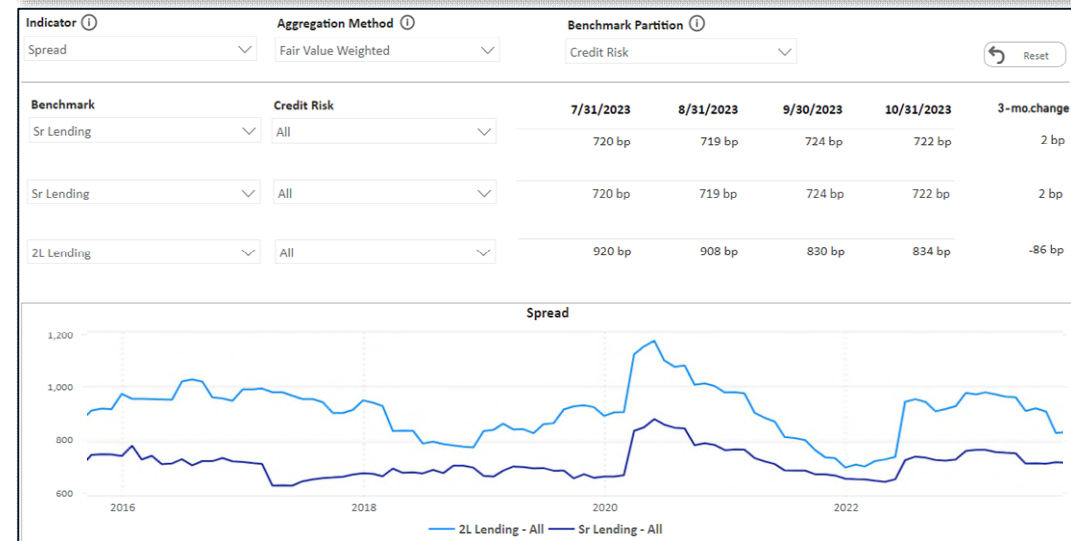 Indicator ⓘ Aggregation Method ⓘ Benchmark Partition ⓘ
Spread Fair Value Weighted Credit Risk Reset
Benchmark Credit Risk 7/31/2023 8/31/2023 9/30/2023 10/31/2023 3-mo.change
Sr Lending All 720 bp 719 bp 724 bp 722 bp 2 bp
Sr Lending All 720 bp 719 bp 724 bp 722 bp 2 bp
2L Lending All 920 bp 908 bp 830 bp 834 bp -86 bp
Spread
1,200
1,000
800
600
2016 2018 2020 2022
2L Lending - All Sr Lending - All